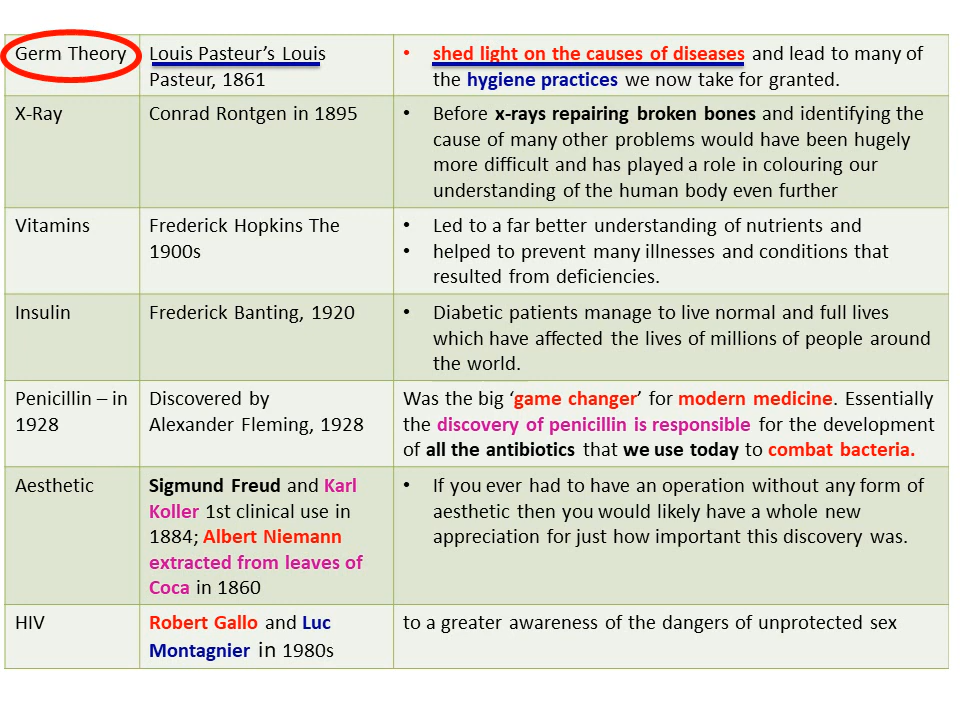 Germ Theory
Louis Pasteur’s Louis
Pasteur, 1861
• shed light on the causes of diseases and lead to many of
the hygiene practices we now take for granted.
X-Ray
Conrad Rontgen in 1895
• Before x-rays repairing broken bones and identifying the
cause of many other problems would have been hugely
more difficult and has played a role in colouring our
understanding of the human body even further
Vitamins
Frederick Hopkins The
1900s
• Led to a far better understanding of nutrients and
• helped to prevent many illnesses and conditions that
resulted from deficiencies.
Insulin
Frederick Banting, 1920
• Diabetic patients manage to live normal and full lives
which have affected the lives of millions of people around
the world.
Penicillin – in
1928
Discovered by
Alexander Fleming, 1928
Was the big ‘game changer’ for modern medicine. Essentially
the discovery of penicillin is responsible for the development
of all the antibiotics that we use today to combat bacteria.
Aesthetic
Sigmund Freud and Karl
Koller 1st clinical use in
1884; Albert Niemann
extracted from leaves of
Coca in 1860
• If you ever had to have an operation without any form of
aesthetic then you would likely have a whole new
appreciation for just how important this discovery was.
HIV
Robert Gallo and Luc
Montagnier in 1980s
to a greater awareness of the dangers of unprotected sex